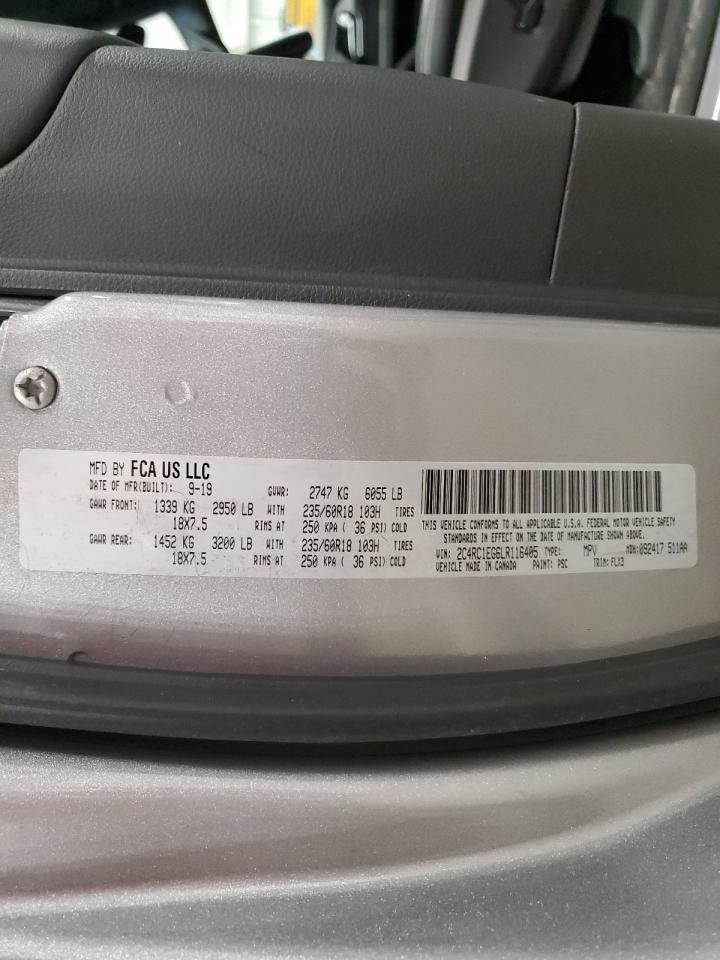 MFD BY FCA US LLC
DATE OF MFR(BUILT): 9-19 GVWR: 2747 KG 6055 LB
GAWR FRONT: 1339 KG 2950 LB WITH 235/60R18 103H TIRES
18X7.5 RIMS AT 250 KPA ( 36 PSI) COLD
GAWR REAR: 1452 KG 3200 LB WITH 235/60R18 103H TIRES
18X7.5 RIMS AT 250 KPA ( 36 PSI) COLD
THIS VEHICLE CONFORMS TO ALL APPLICABLE U.S.A. FEDERAL MOTOR VEHICLE SAFETY
STANDARDS IN EFFECT ON THE DATE OF MANUFACTURE SHOWN ABOVE.
VIN: 2C4RC1EG6LR116405 TYPE: MPV MDH: 092417 511AA
VEHICLE MADE IN CANADA PAINT: PSC TRIM: FLX3